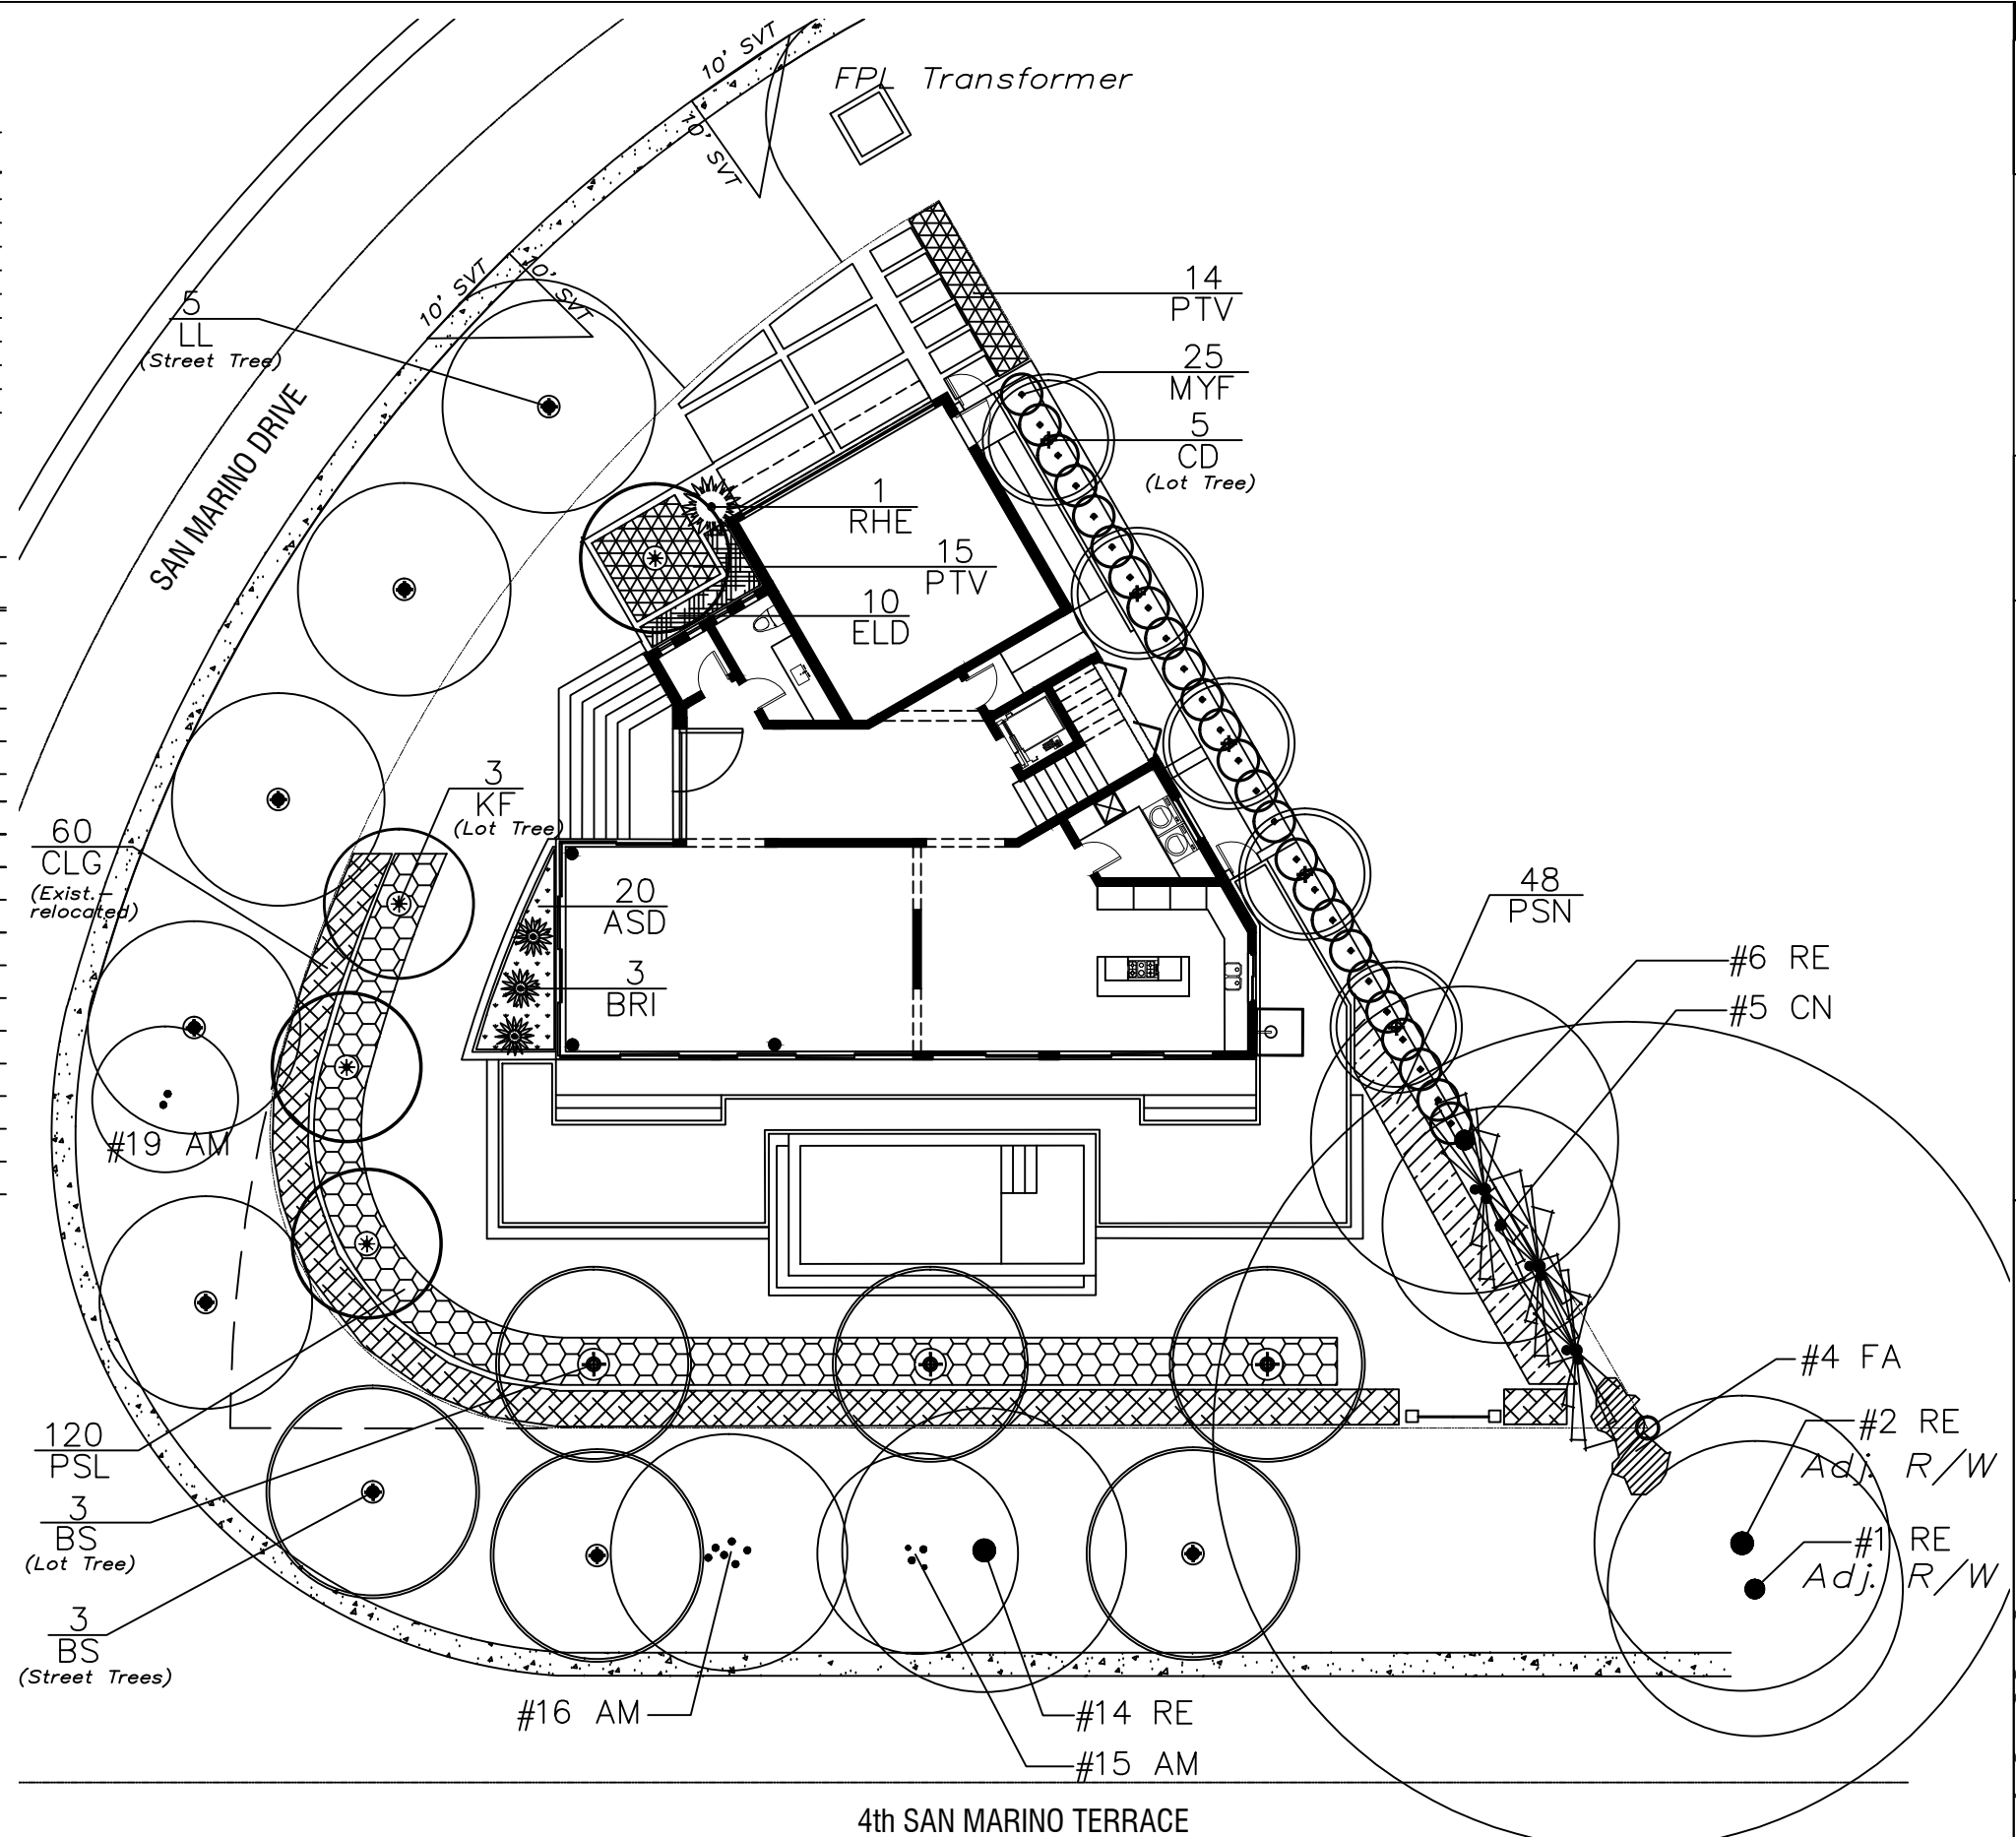 10' SVT
FPL Transformer
10' SVT
10' SVT
10' SVT
5
LL
(Street Tree)
SAN MARINO DRIVE
14
PTV
25
MYF
5
CD
(Lot Tree)
1
RHE
15
PTV
10
ELD
3
KF
(Lot Tree)
60
CLG
(Exist.-
relocated)
20
ASD
3
BRI
48
PSN
#6 RE
#5 CN
#19 AM
#4 FA
#2 RE
Adj. R/W
#1 RE
Adj. R/W
120
PSL
3
BS
(Lot Tree)
3
BS
(Street Trees)
#16 AM
#14 RE
#15 AM
4th SAN MARINO TERRACE